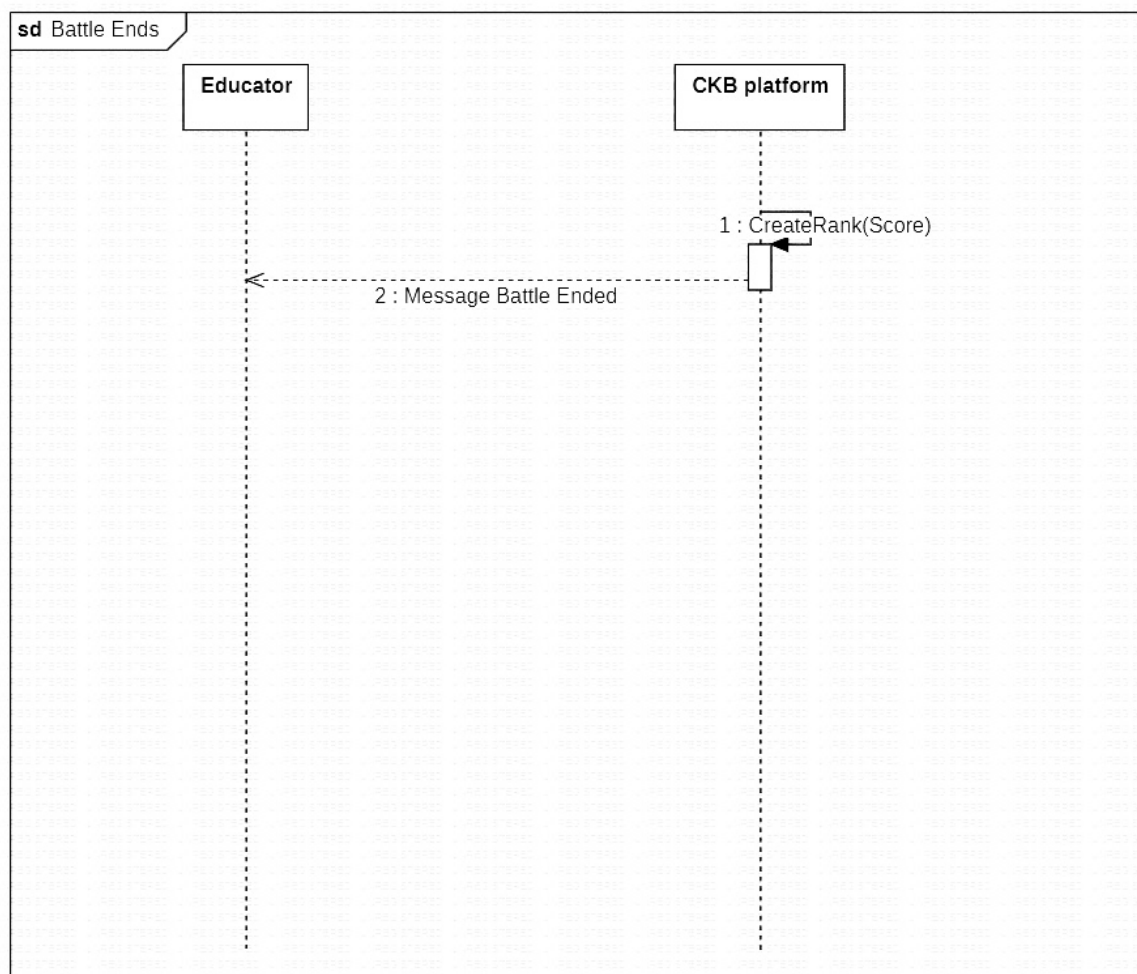 sd Battle Ends
Educator
CKB platform
1 : CreateRank(Score)
2 : Message Battle Ended